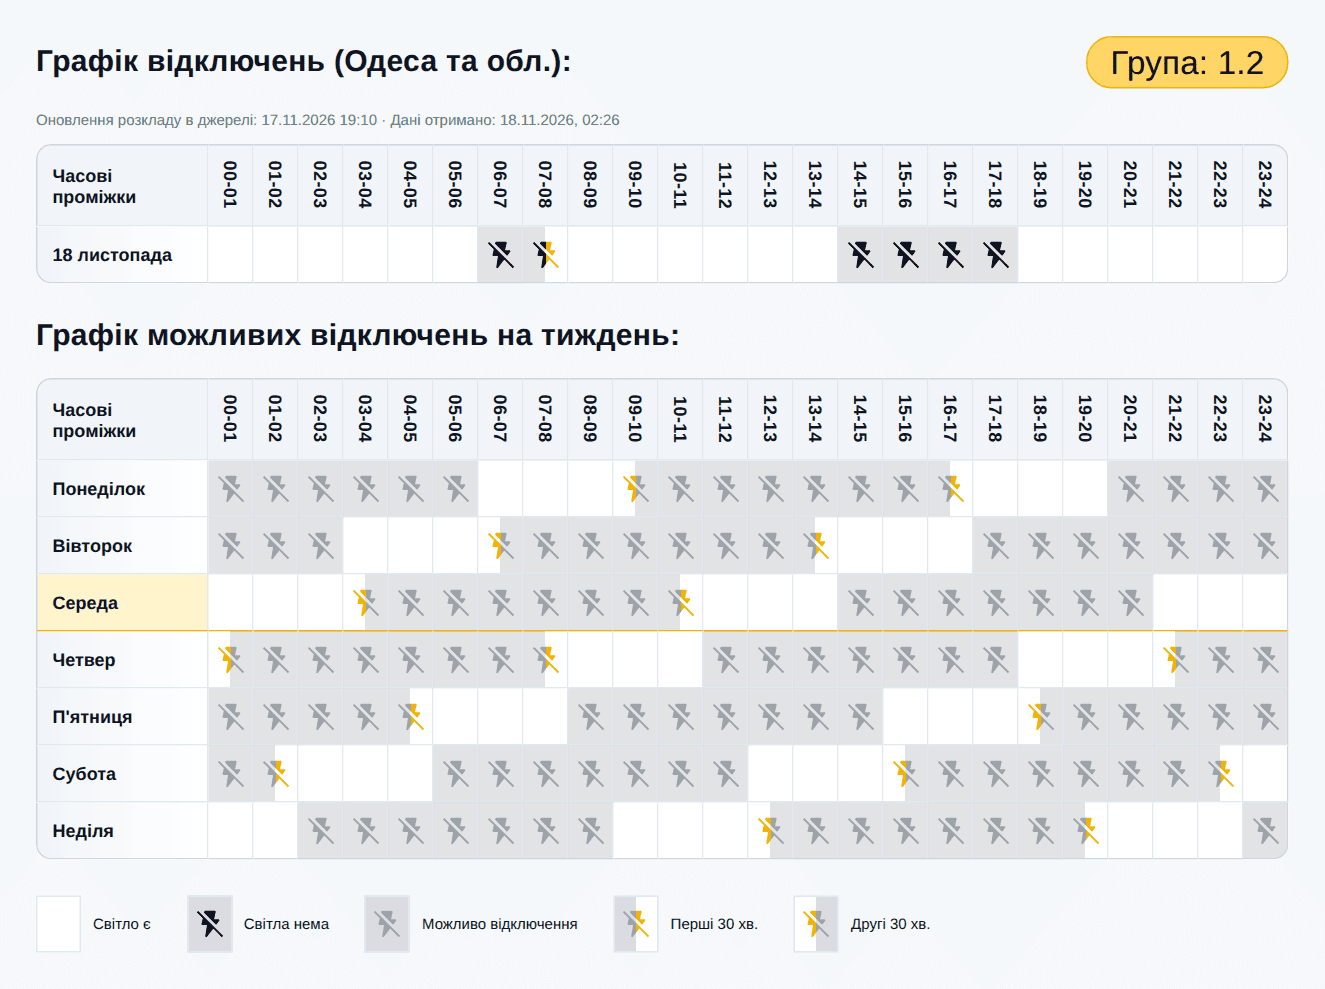 Графік відключень (Одеса та обл.):
Група: 1.2
Оновлення розкладу в джерелі: 17.11.2026 19:10 · Дані отримано: 18.11.2026, 02:26
Часові проміжки 00-01 01-02 02-03 03-04 04-05 05-06 06-07 07-08 08-09 09-10 10-11 11-12 12-13 13-14 14-15 15-16 16-17 17-18 18-19 19-20 20-21 21-22 22-23 23-24
18 листопада
Графік можливих відключень на тиждень:
Часові проміжки 00-01 01-02 02-03 03-04 04-05 05-06 06-07 07-08 08-09 09-10 10-11 11-12 12-13 13-14 14-15 15-16 16-17 17-18 18-19 19-20 20-21 21-22 22-23 23-24
Понеділок
Вівторок
Середа
Четвер
П'ятниця
Субота
Неділя
Світло є Світла нема Можливо відключення Перші 30 хв. Другі 30 хв.